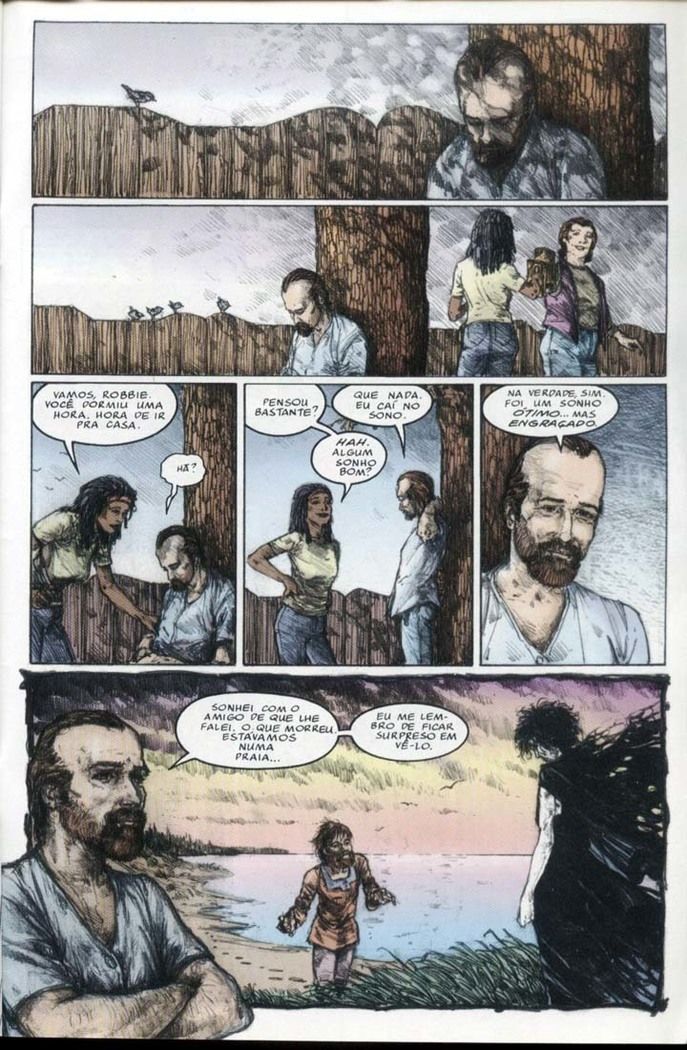 VAMOS, ROBBIE.
VOCÊ DORMIU UMA
HORA. HORA DE IR
PRA CASA.
HÃ?
PENSOU
BASTANTE?
QUE NADA.
EU CAÍ NO
SONO.
HAH.
ALGUM
SONHO
BOM?
NA VERDADE, SIM.
FOI, UM SONHO
ÓTIMO... MAS
ENGRAÇADO.
SONHEI COM O
AMIGO DE QUE LHE
FALEI. O QUE MORREU.
ESTAVAMOS
NUMA
PRAIA...
EU ME LEM-
BRO DE FICAR
SURPRESO EM
VÊ-LO.